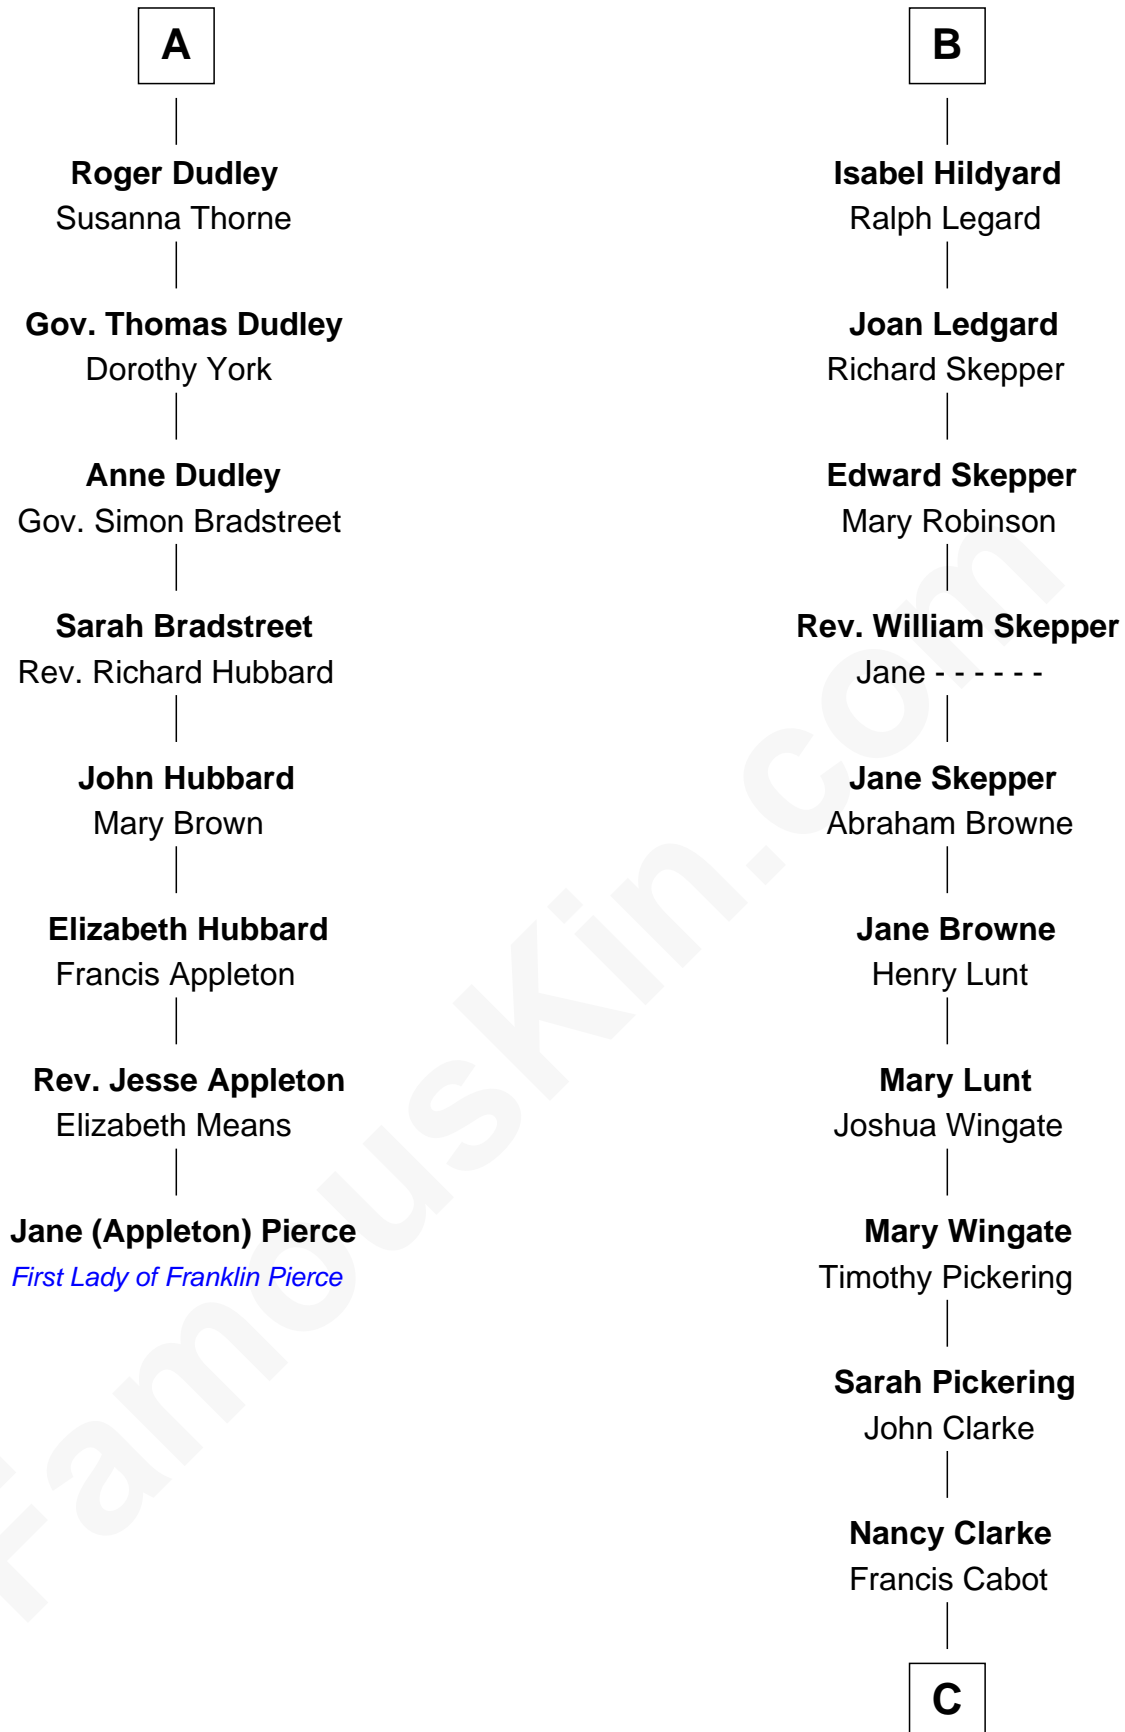 A
Roger Dudley
Susanna Thorne
Gov. Thomas Dudley
Dorothy York
Anne Dudley
Gov. Simon Bradstreet
Sarah Bradstreet
Rev. Richard Hubbard
John Hubbard
Mary Brown
Elizabeth Hubbard
Francis Appleton
Rev. Jesse Appleton
Elizabeth Means
Jane (Appleton) Pierce
First Lady of Franklin Pierce
B
Isabel Hildyard
Ralph Legard
Joan Ledgard
Richard Skepper
Edward Skepper
Mary Robinson
Rev. William Skepper
Jane - - - - - -
Jane Skepper
Abraham Browne
Jane Browne
Henry Lunt
Mary Lunt
Joshua Wingate
Mary Wingate
Timothy Pickering
Sarah Pickering
John Clarke
Nancy Clarke
Francis Cabot
C
FamousKin.com